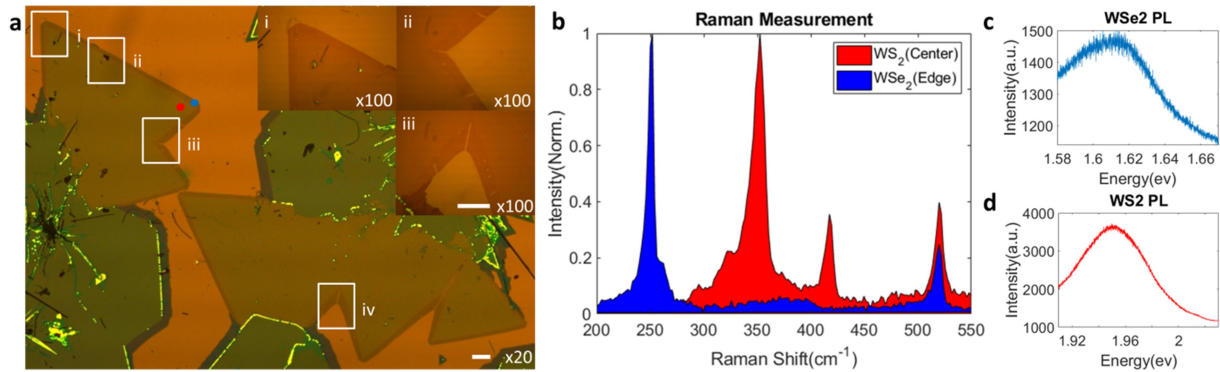 a
i
ii
iii
iv
i
x100
ii
x100
iii
x100
x20
b
Raman Measurement
WS2(Center)
WSe2(Edge)
Intensity(Norm.)
1
0.8
0.6
0.4
0.2
0
200
250
300
350
400
450
500
550
Raman Shift(cm-1)
c
WSe2 PL
Intensity(a.u.)
1500
1400
1300
1200
1.58
1.6
1.62
1.64
1.66
Energy(ev)
d
WS2 PL
Intensity(a.u.)
4000
3000
2000
1000
1.92
1.96
2
Energy(ev)